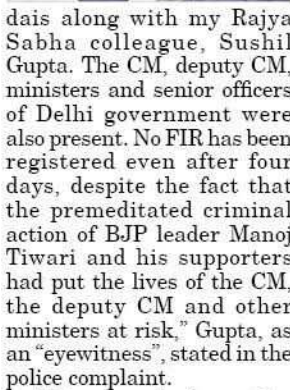 dais along with my Rajya
Sabha colleague, Sushil
Gupta. The CM, deputy CM,
ministers and senior officers
of Delhi government were
also present. No FIR has been
registered even after four
days, despite the fact that
the premeditated criminal
action of BJP leader Manoj
Tiwari and his supporters
had put the lives of the CM,
the deputy CM and other
ministers at risk,” Gupta, as
an “eyewitness”, stated in the
police complaint.